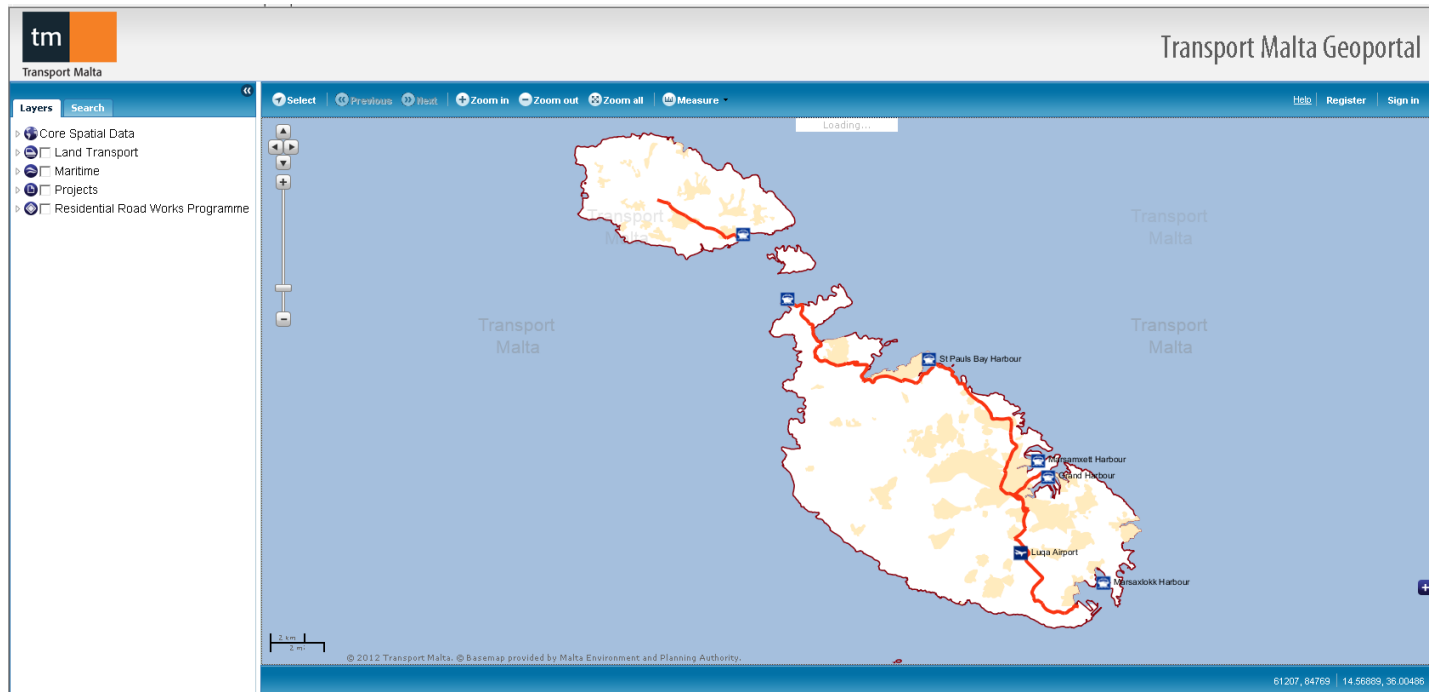 tm
Transport Malta
Transport Malta Geoportal
Layers
Search
Select
Previous
Next
Zoom in
Zoom out
Zoom all
Measure
Help
Register
Sign in
Core Spatial Data
Land Transport
Maritime
Projects
Residential Road Works Programme
Loading...
Transport
Malta
Transport
Malta
Transport
Malta
Transport
Malta
St Pauls Bay Harbour
Marsamxett Harbour
Grand Harbour
Luqa Airport
Marsaxlokk Harbour
2 km
2 mi
© 2012 Transport Malta. © Basemap provided by Malta Environment and Planning Authority.
61207, 84769
14.56889, 36.00486